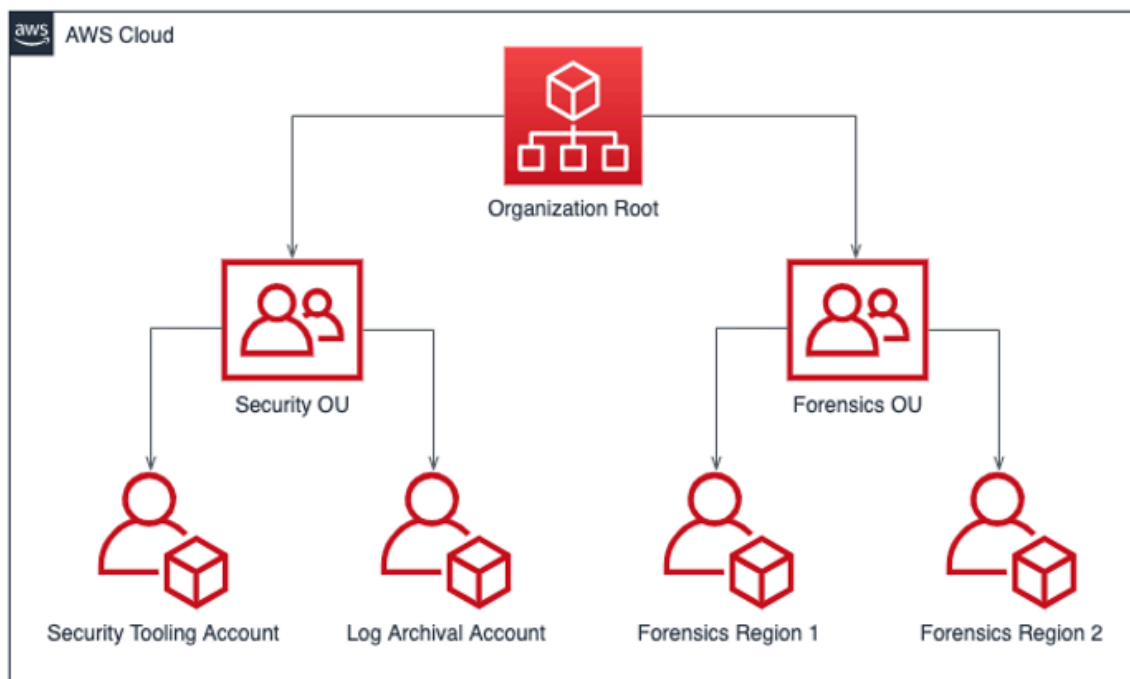 aws
AWS Cloud
Organization Root
Security OU
Forensics OU
Security Tooling Account
Log Archival Account
Forensics Region 1
Forensics Region 2